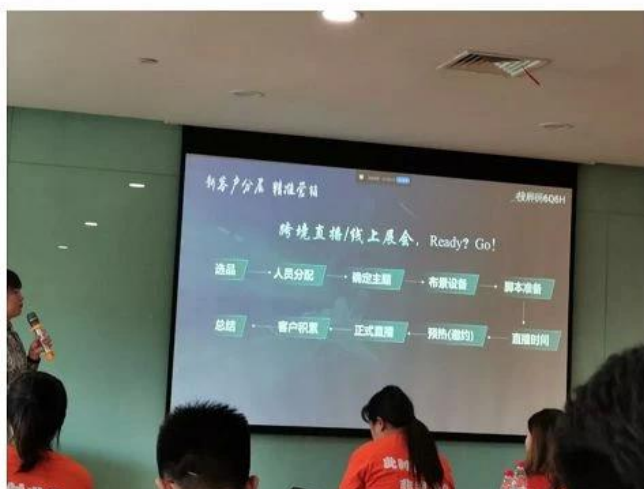 新客户分层 精准营销
跨境直播/线上展会，Ready? Go!
选品
人员分配
确定主题
布景设备
脚本准备
直播时间
预热(邀约)
正式直播
客户积累
总结
此时